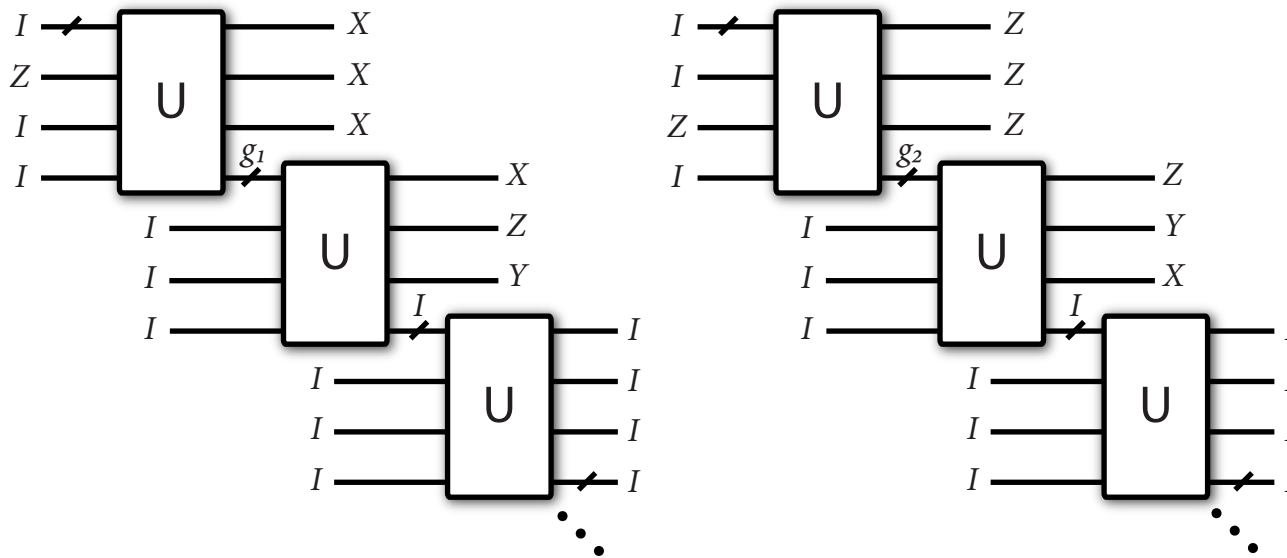 I X I Z
Z X I Z
I U X Z U Z
I g₁ X I g₂ Z
I Z I Y
I U Y I U X
I I I I I
I I I
I U I I U
I I I